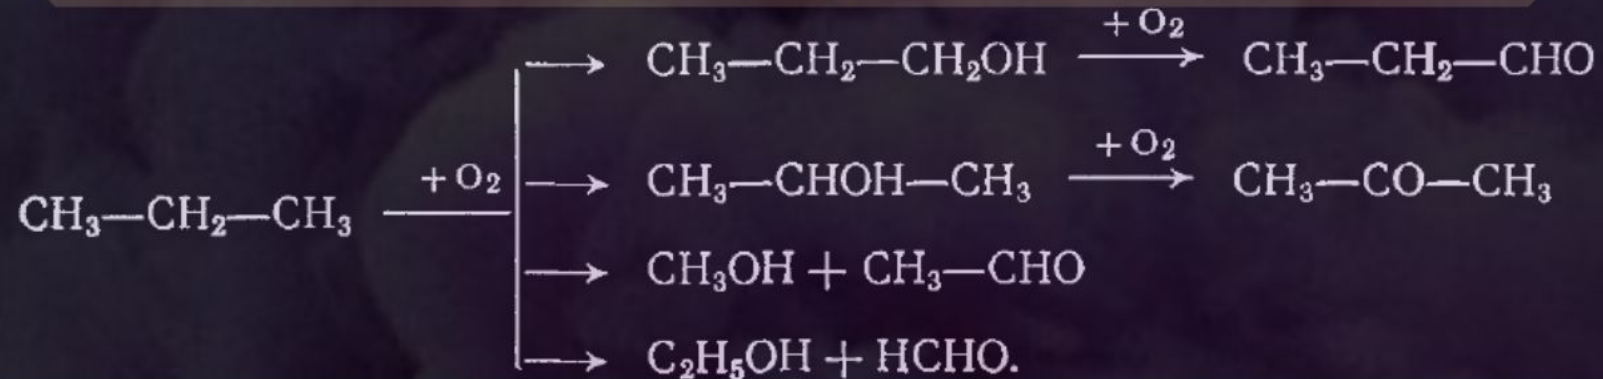 + O₂
CH₃—CH₂—CH₂OH ⟶ CH₃—CH₂—CHO
+ O₂
CH₃—CHOH—CH₃ ⟶ CH₃—CO—CH₃
+ O₂
CH₃—CH₂—CH₃
CH₃OH + CH₃—CHO
C₂H₅OH + HCHO.